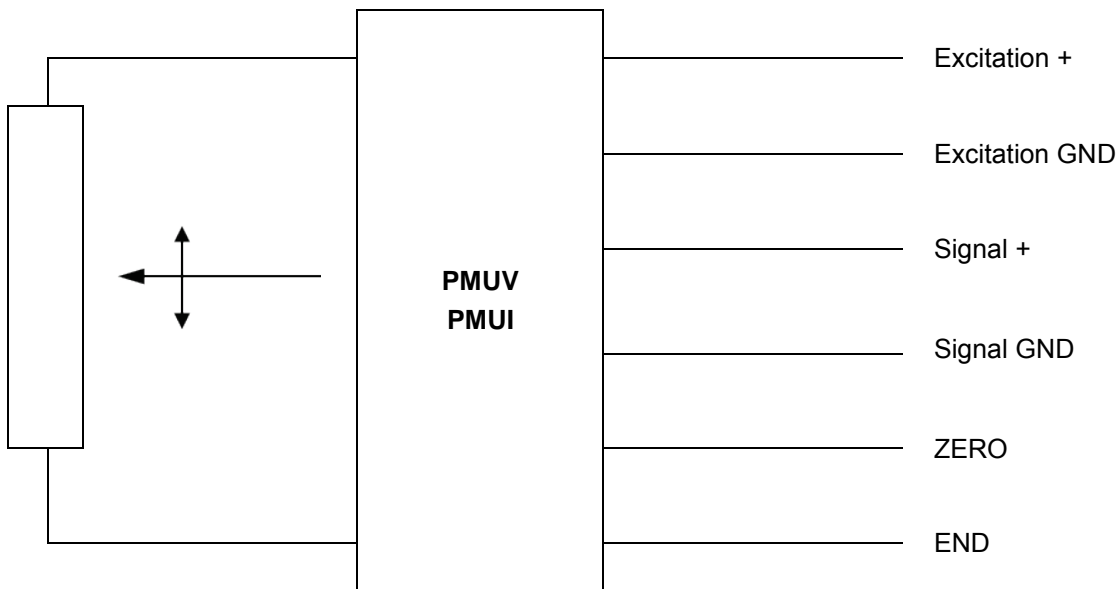 Excitation +
Excitation GND
Signal +
PMUV
PMUI
Signal GND
ZERO
END